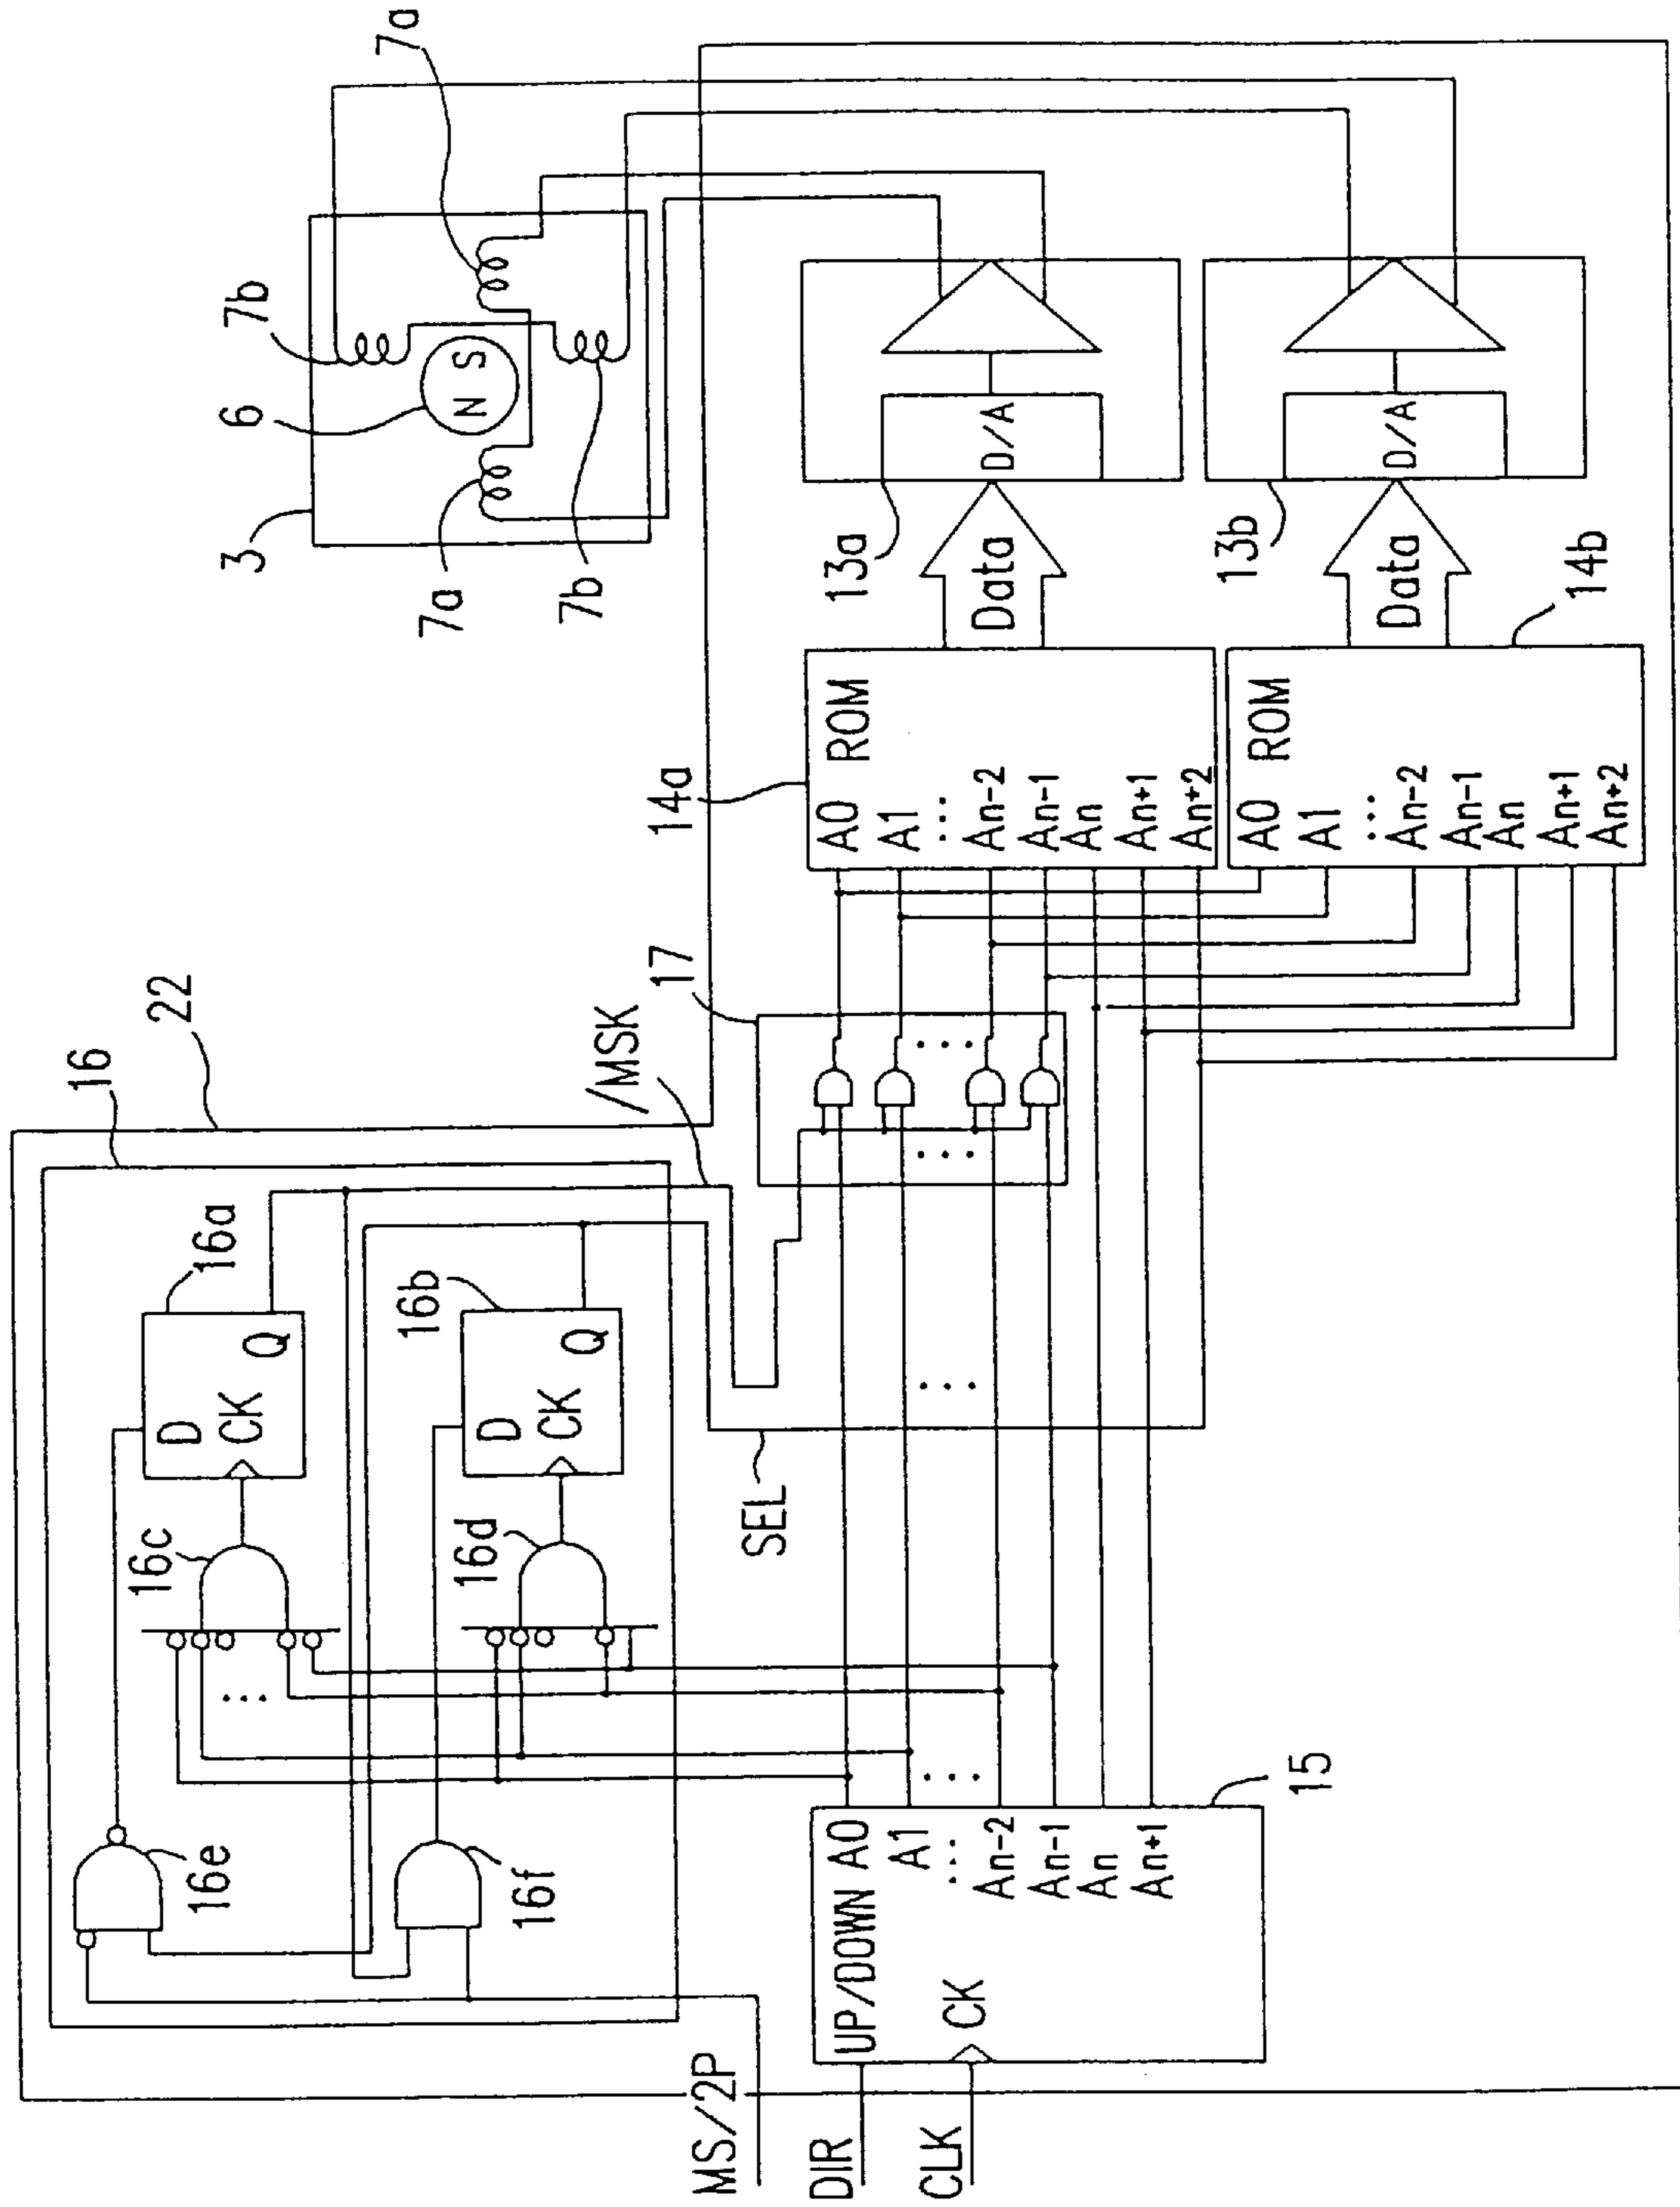 22
16
16a
D
CK
Q
16b
D
CK
Q
16c
16d
16e
16f
/MSK
SEL
MS/2P
DIR
CLK
UP/DOWN
CK
A0
A1
...
An-2
An-1
An
An+1
15
...
...
...
...
...
17
14a
ROM
A0
A1
...
An-2
An-1
An
An+1
An+2
ROM
A0
A1
...
An-2
An-1
An
An+1
An+2
14b
Data
Data
13a
D/A
13b
D/A
3
6
N S
7a
7a
7b
7b